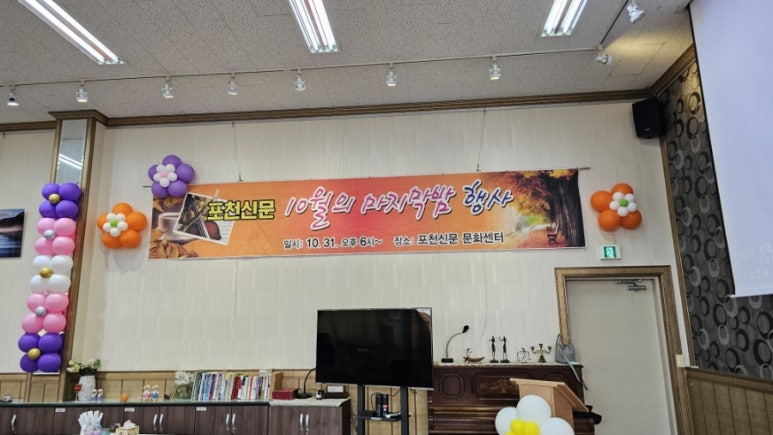 포천신문 10월의 마지막밤 행사
일시: 10. 31. 오후 6시~ 장소: 포천신문 문화센터